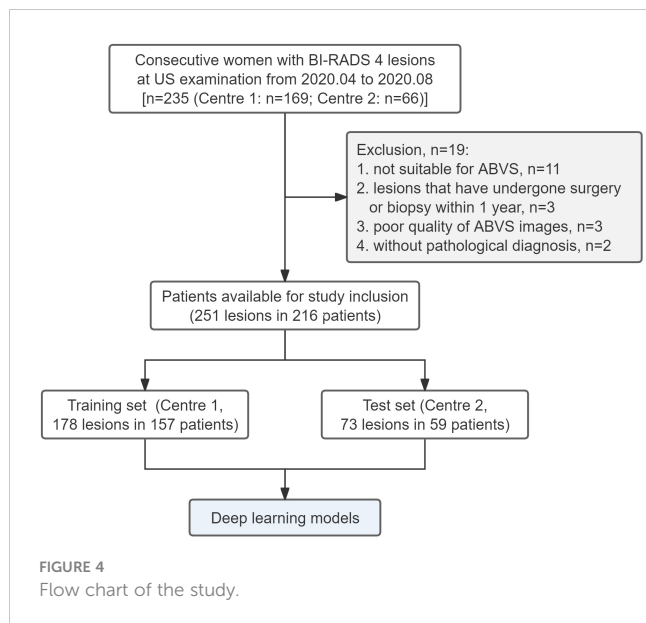 Consecutive women with BI-RADS 4 lesions
at US examination from 2020.04 to 2020.08
[n=235 (Centre 1: n=169; Centre 2: n=66)]
Exclusion, n=19:
1. not suitable for ABVS, n=11
2. lesions that have undergone surgery
or biopsy within 1 year, n=3
3. poor quality of ABVS images, n=3
4. without pathological diagnosis, n=2
Patients available for study inclusion
(251 lesions in 216 patients)
Training set (Centre 1,
178 lesions in 157 patients)
Test set (Centre 2,
73 lesions in 59 patients)
Deep learning models
FIGURE 4
Flow chart of the study.